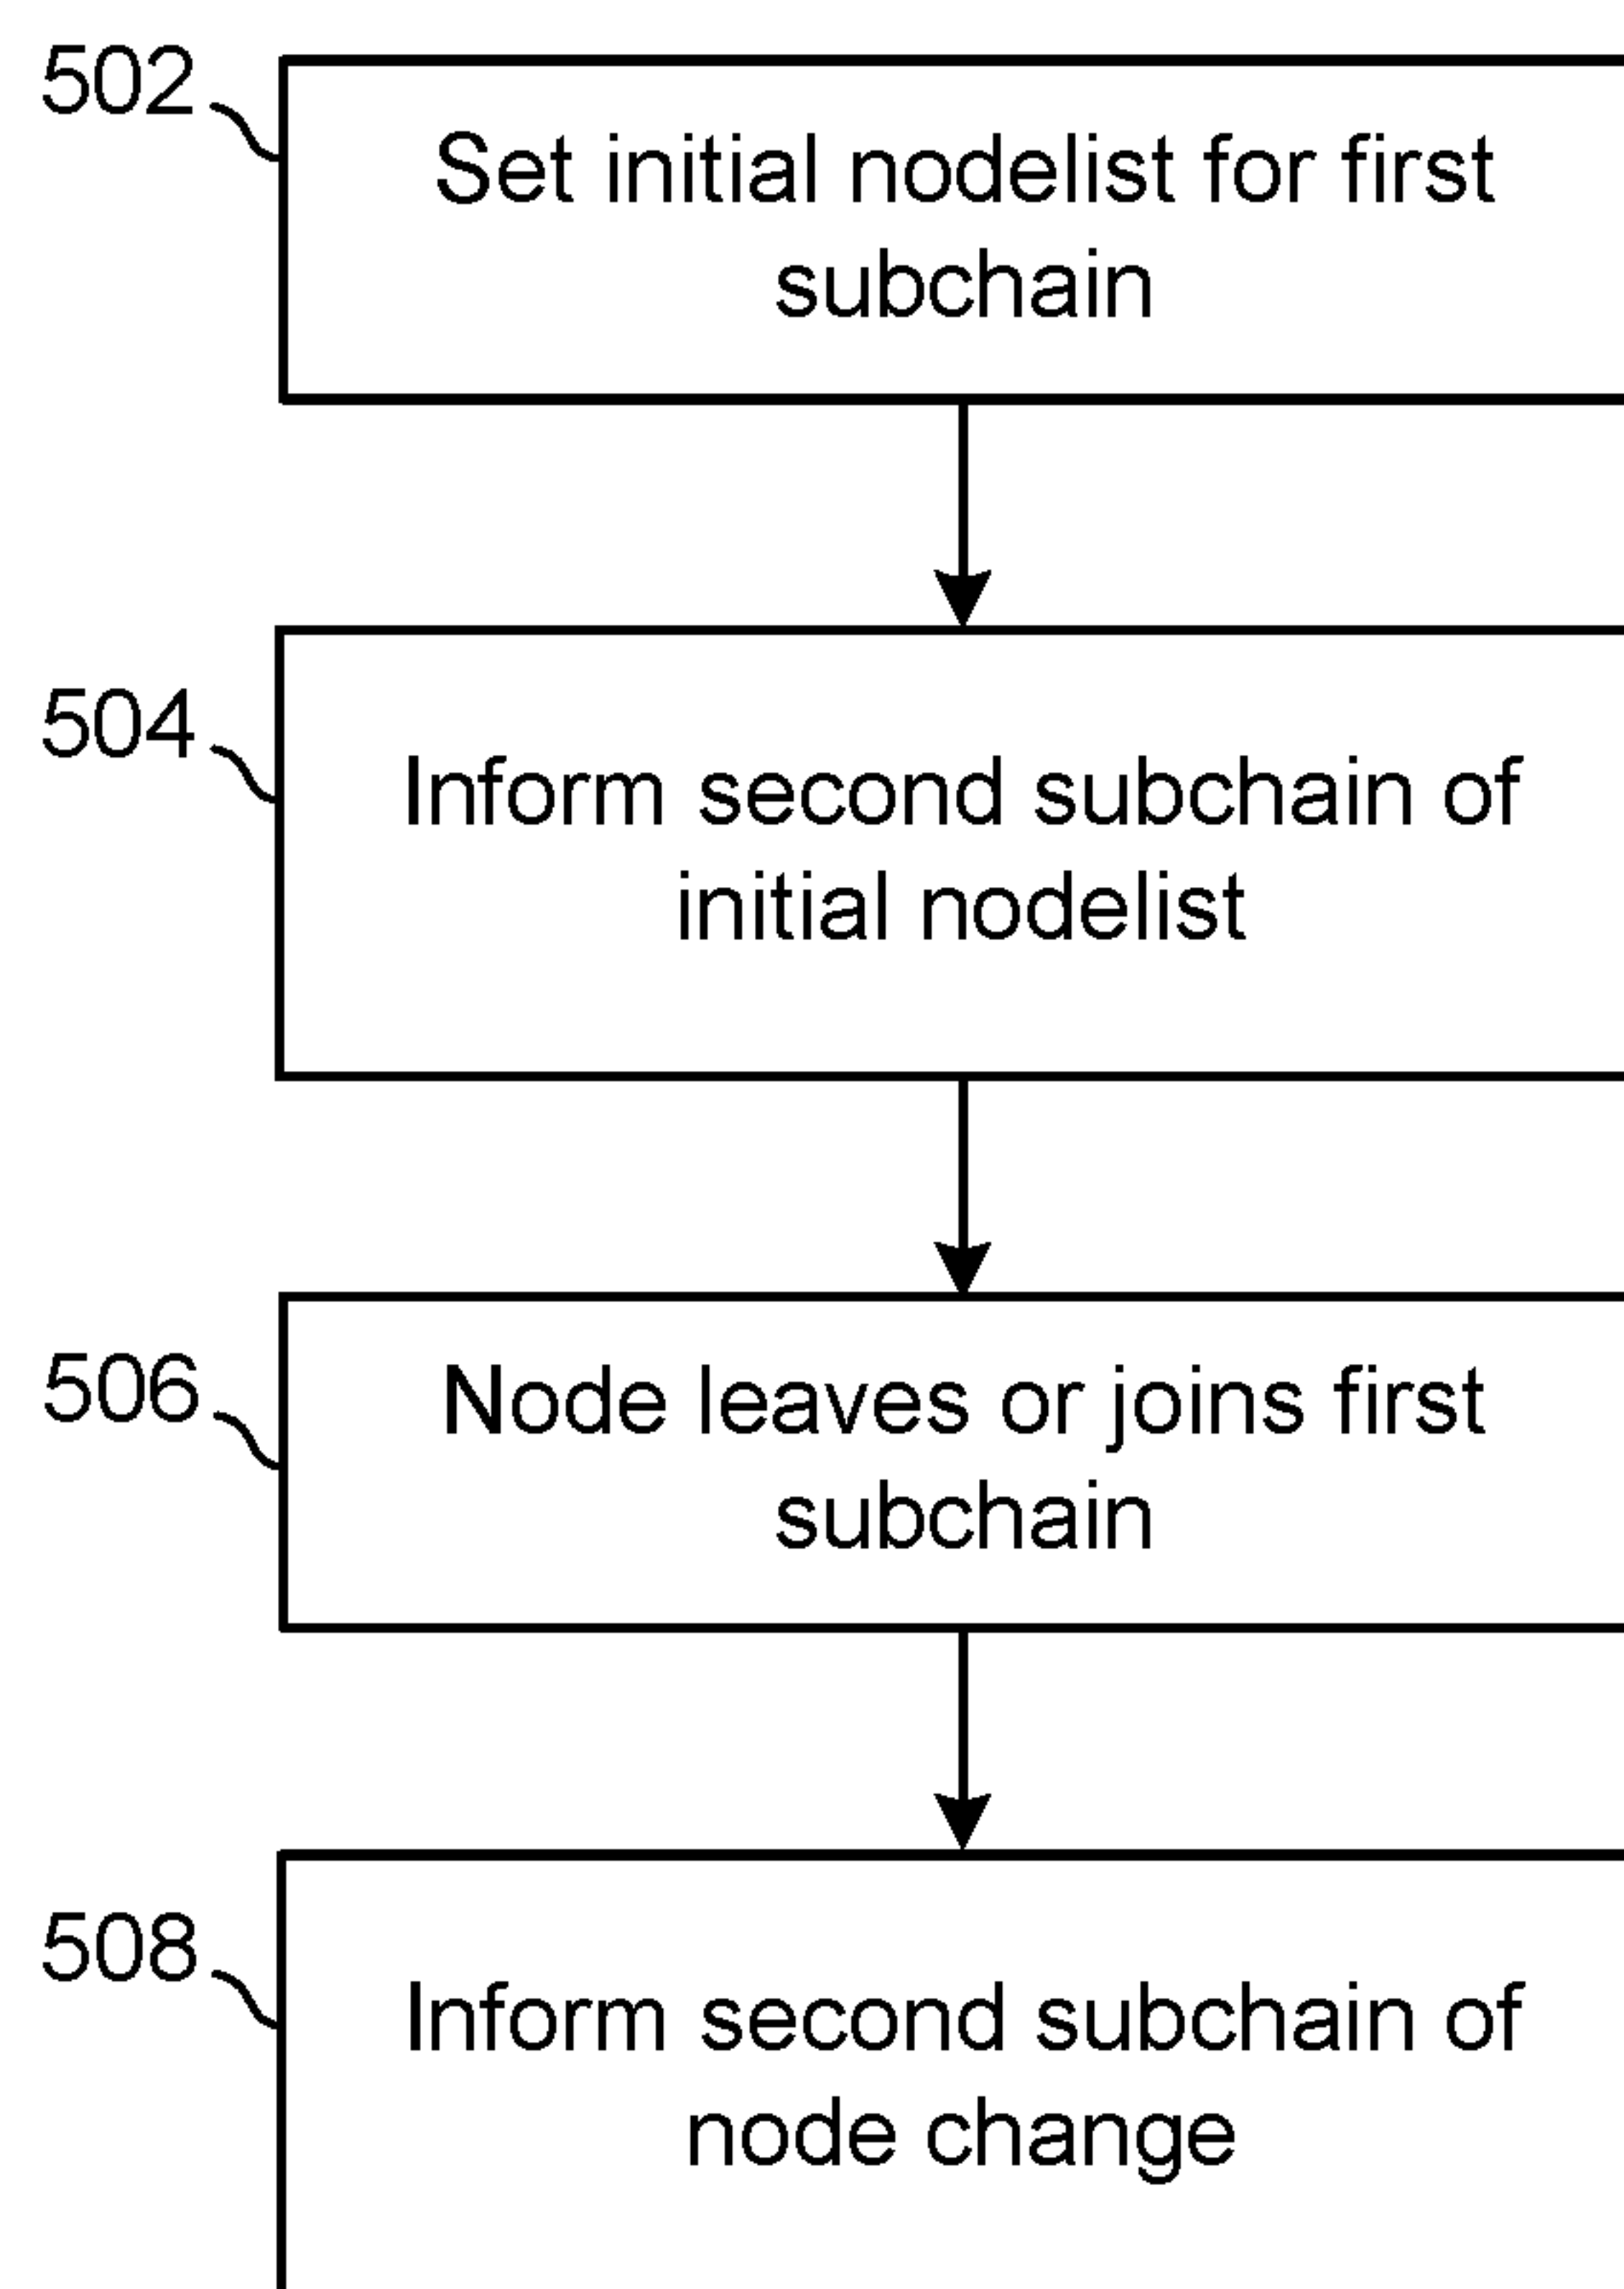 502
Set initial nodelist for first
subchain
504
Inform second subchain of
initial nodelist
506
Node leaves or joins first
subchain
508
Inform second subchain of
node change